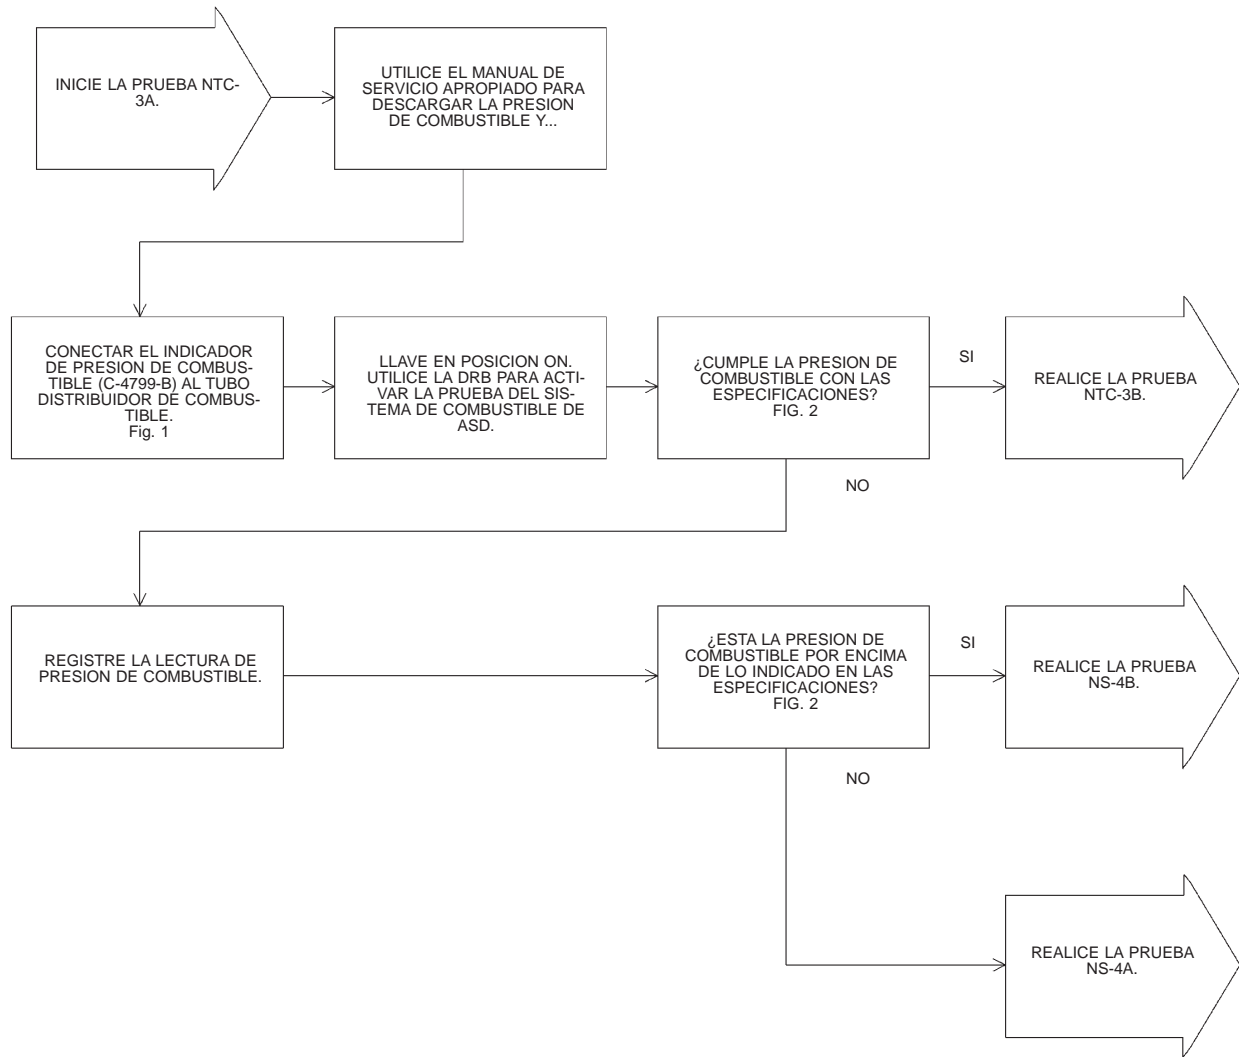 INICIE LA PRUEBA NTC-
3A.
UTILICE EL MANUAL DE
SERVICIO APROPIADO PARA
DESCARGAR LA PRESION
DE COMBUSTIBLE Y...
CONECTAR EL INDICADOR
DE PRESION DE COMBUS-
TIBLE (C-4799-B) AL TUBO
DISTRIBUIDOR DE COMBUS-
TIBLE.
Fig. 1
LLAVE EN POSICION ON.
UTILICE LA DRB PARA ACTI-
VAR LA PRUEBA DEL SIS-
TEMA DE COMBUSTIBLE DE
ASD.
¿CUMPLE LA PRESION DE
COMBUSTIBLE CON LAS
ESPECIFICACIONES?
FIG. 2
SI
REALICE LA PRUEBA
NTC-3B.
NO
REGISTRE LA LECTURA DE
PRESION DE COMBUSTIBLE.
¿ESTA LA PRESION DE
COMBUSTIBLE POR ENCIMA
DE LO INDICADO EN LAS
ESPECIFICACIONES?
FIG. 2
SI
REALICE LA PRUEBA
NS-4B.
NO
REALICE LA PRUEBA
NS-4A.